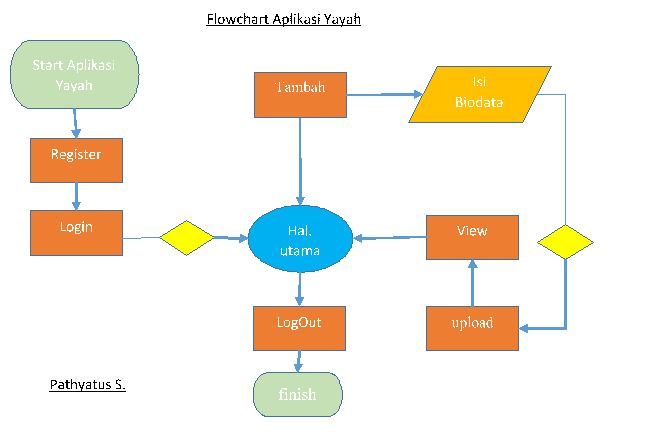 Flowchart Aplikasi Yayah
Start Aplikasi
Yayah
Tambah
Isi
Biodata
Register
Login
Hal.
utama
View
LogOut
upload
finish
Pathyatus S.